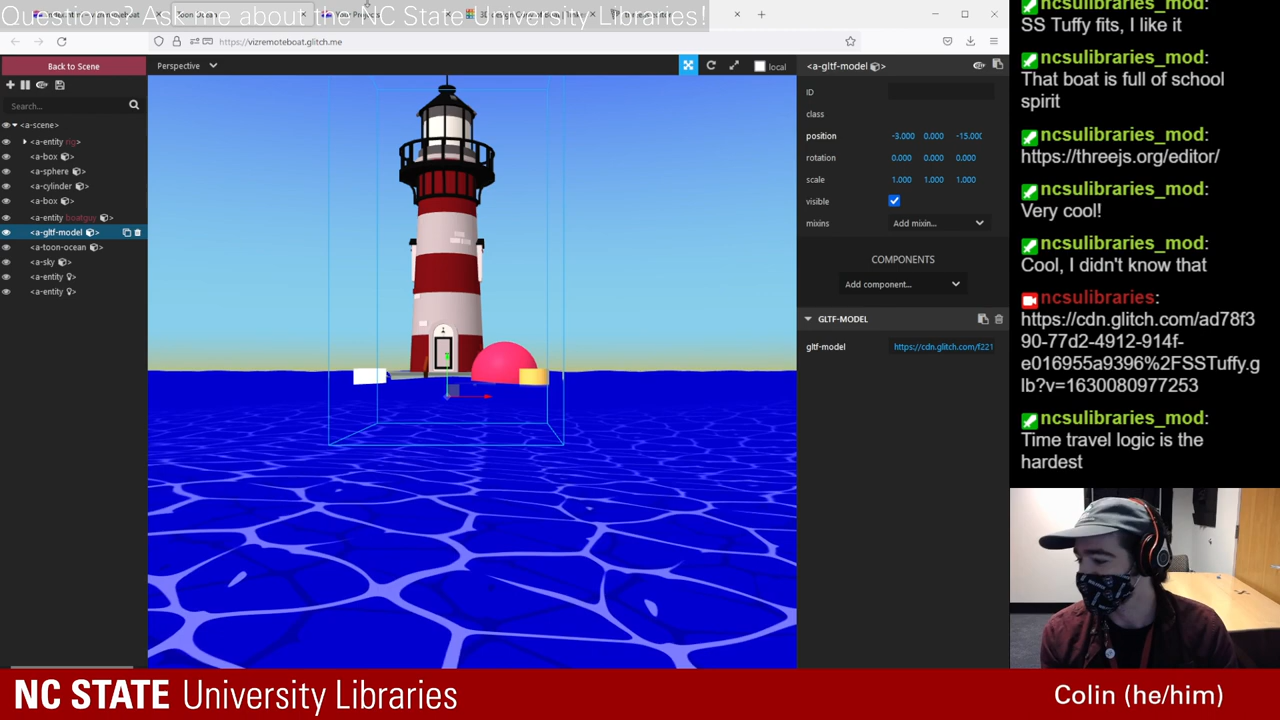 Questions? Ask me about the NC State University Libraries!
https://vizremoteboat.glitch.me
Back to Scene
Search...
<a-scene>
<a-entity rig>
<a-box
<a-sphere
<a-cylinder
<a-box
<a-entity boatguy
<a-gltf-model
<a-toon-ocean
<a-sky
<a-entity
<a-entity
Perspective
local
<a-gltf-model >
ID
class
position -3.000 0.000 -15.000
rotation 0.000 0.000 0.000
scale 1.000 1.000 1.000
visible
mixins Add mixin...
COMPONENTS
Add component...
GLTF-MODEL
gltf-model https://cdn.glitch.com/f221
ncsulibraries_mod:
SS Tuffy fits, I like it
ncsulibraries_mod:
That boat is full of school
spirit
ncsulibraries_mod:
https://threejs.org/editor/
ncsulibraries_mod:
Very cool!
ncsulibraries_mod:
Cool, I didn't know that
ncsulibraries:
https://cdn.glitch.com/ad78f3
90-77d2-4912-914f-
e016955a9396%2FSSTuffy.g
lb?v=1630080977253
ncsulibraries_mod:
Time travel logic is the
hardest
NC STATE University Libraries
Colin (he/him)